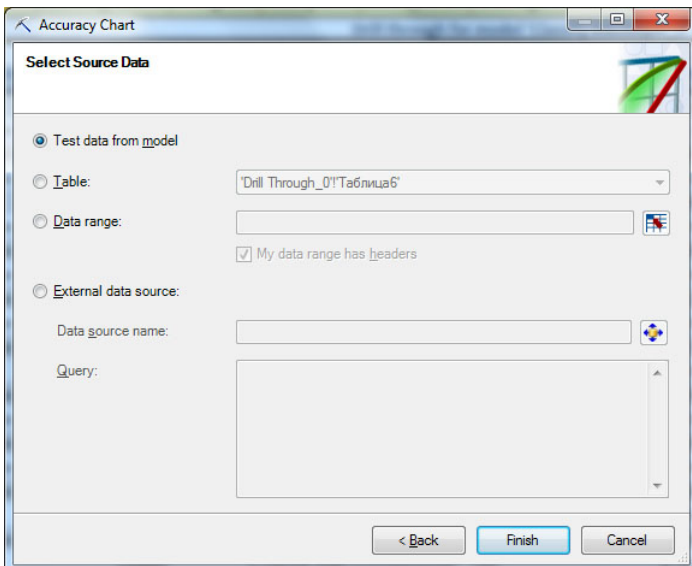 Accuracy Chart
Select Source Data
Test data from model
Table: 'Drill Through_0'!'Таблица6'
Data range:
My data range has headers
External data source:
Data source name:
Query:
< Back Finish Cancel